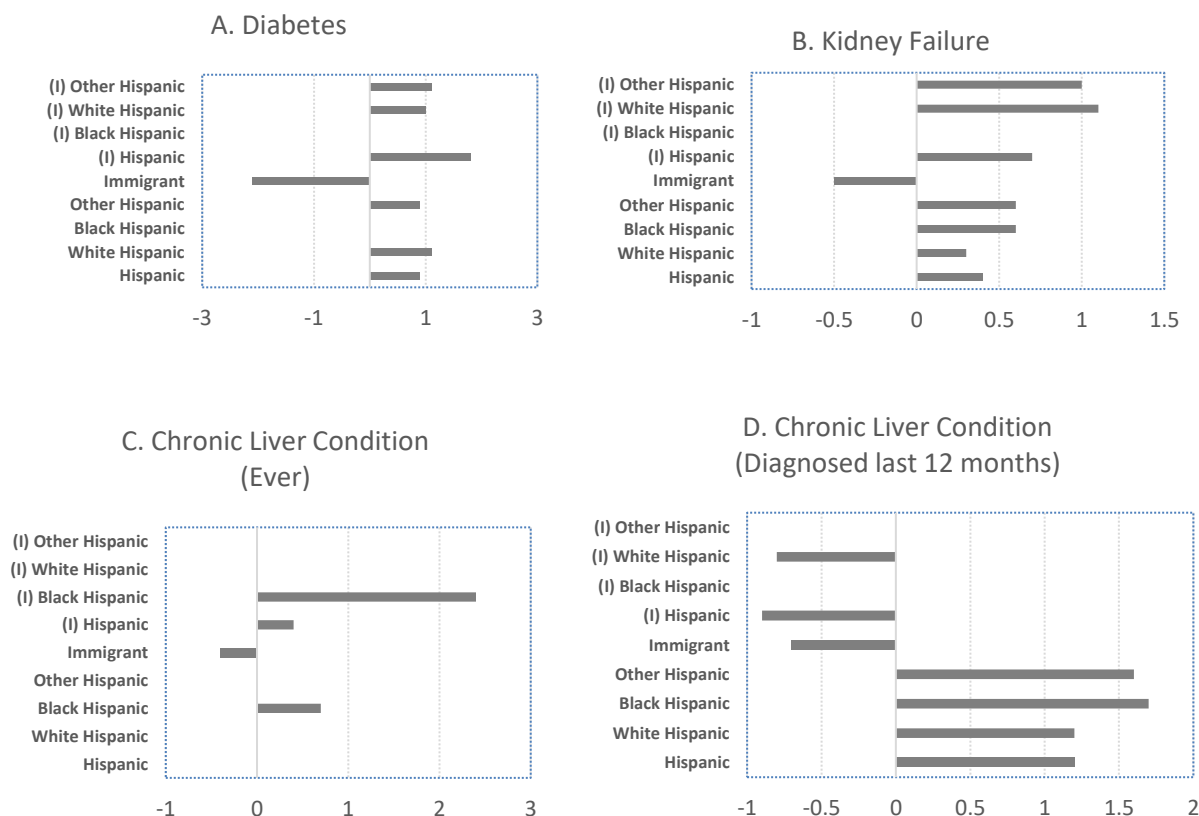 A. Diabetes
(I) Other Hispanic
(I) White Hispanic
(I) Black Hispanic
(I) Hispanic
Immigrant
Other Hispanic
Black Hispanic
White Hispanic
Hispanic
-3 -1 1 3
B. Kidney Failure
(I) Other Hispanic
(I) White Hispanic
(I) Black Hispanic
(I) Hispanic
Immigrant
Other Hispanic
Black Hispanic
White Hispanic
Hispanic
-1 -0.5 0 0.5 1 1.5
C. Chronic Liver Condition
(Ever)
(I) Other Hispanic
(I) White Hispanic
(I) Black Hispanic
(I) Hispanic
Immigrant
Other Hispanic
Black Hispanic
White Hispanic
Hispanic
-1 0 1 2 3
D. Chronic Liver Condition
(Diagnosed last 12 months)
(I) Other Hispanic
(I) White Hispanic
(I) Black Hispanic
(I) Hispanic
Immigrant
Other Hispanic
Black Hispanic
White Hispanic
Hispanic
-1 -0.5 0 0.5 1 1.5 2